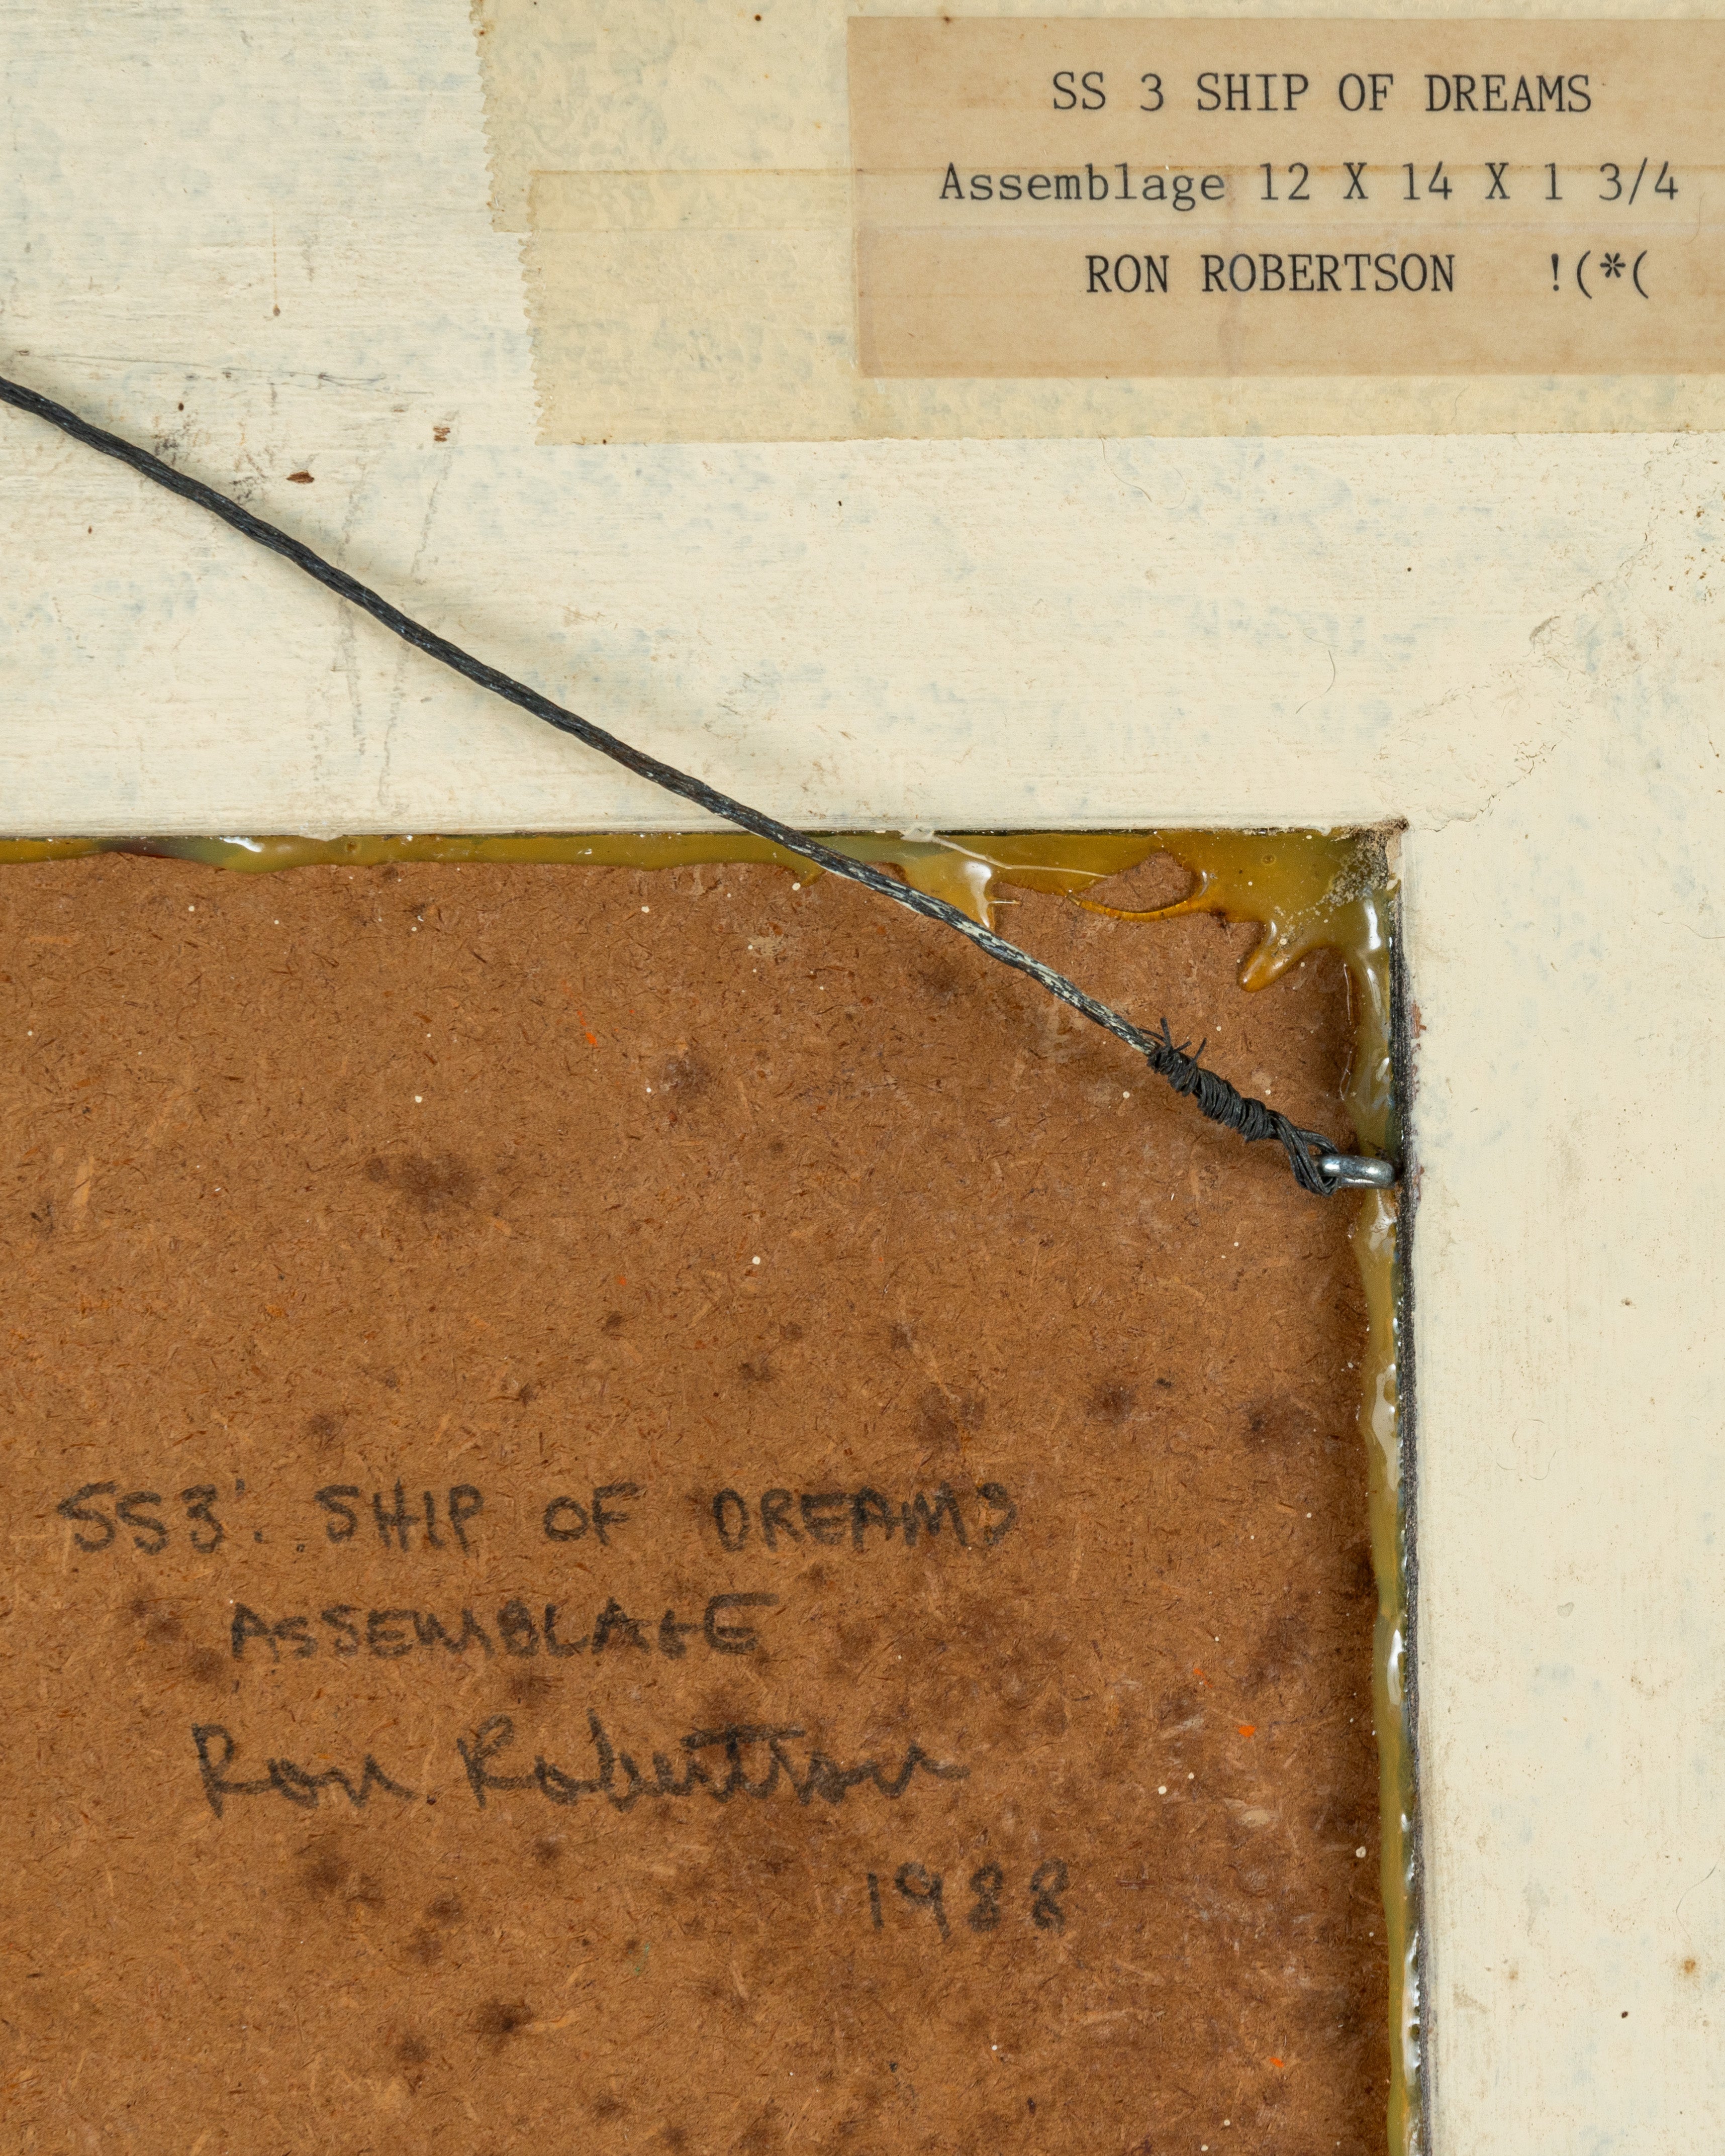 SS 3 SHIP OF DREAMS
Assemblage 12 X 14 X 1 3/4
RON ROBERTSON !(*(
SS3: SHIP OF DREAMS
ASSEMBLAGE
Ron Robertson
1988